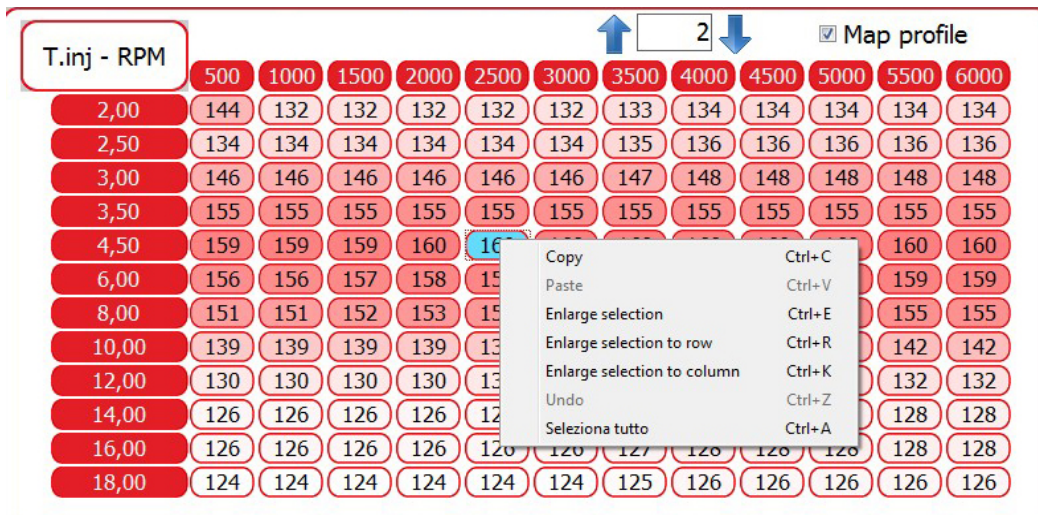 2 Map profile
T.inj - RPM
500 1000 1500 2000 2500 3000 3500 4000 4500 5000 5500 6000
2,00 144 132 132 132 132 132 133 134 134 134 134 134
2,50 134 134 134 134 134 134 135 136 136 136 136 136
3,00 146 146 146 146 146 146 147 148 148 148 148 148
3,50 155 155 155 155 155 155 155 155 155 155 155 155
4,50 159 159 159 160 160 160
Copy Ctrl+C
6,00 156 156 157 158 159 159
Paste Ctrl+V
8,00 151 151 152 153 155 155
Enlarge selection Ctrl+E
10,00 139 139 139 139 142 142
Enlarge selection to row Ctrl+R
12,00 130 130 130 130 132 132
Enlarge selection to column Ctrl+K
Undo Ctrl+Z
14,00 126 126 126 126 128 128
Seleziona tutto Ctrl+A
16,00 126 126 126 126 126 126 127 128 128 128 128 128
18,00 124 124 124 124 124 124 125 126 126 126 126 126